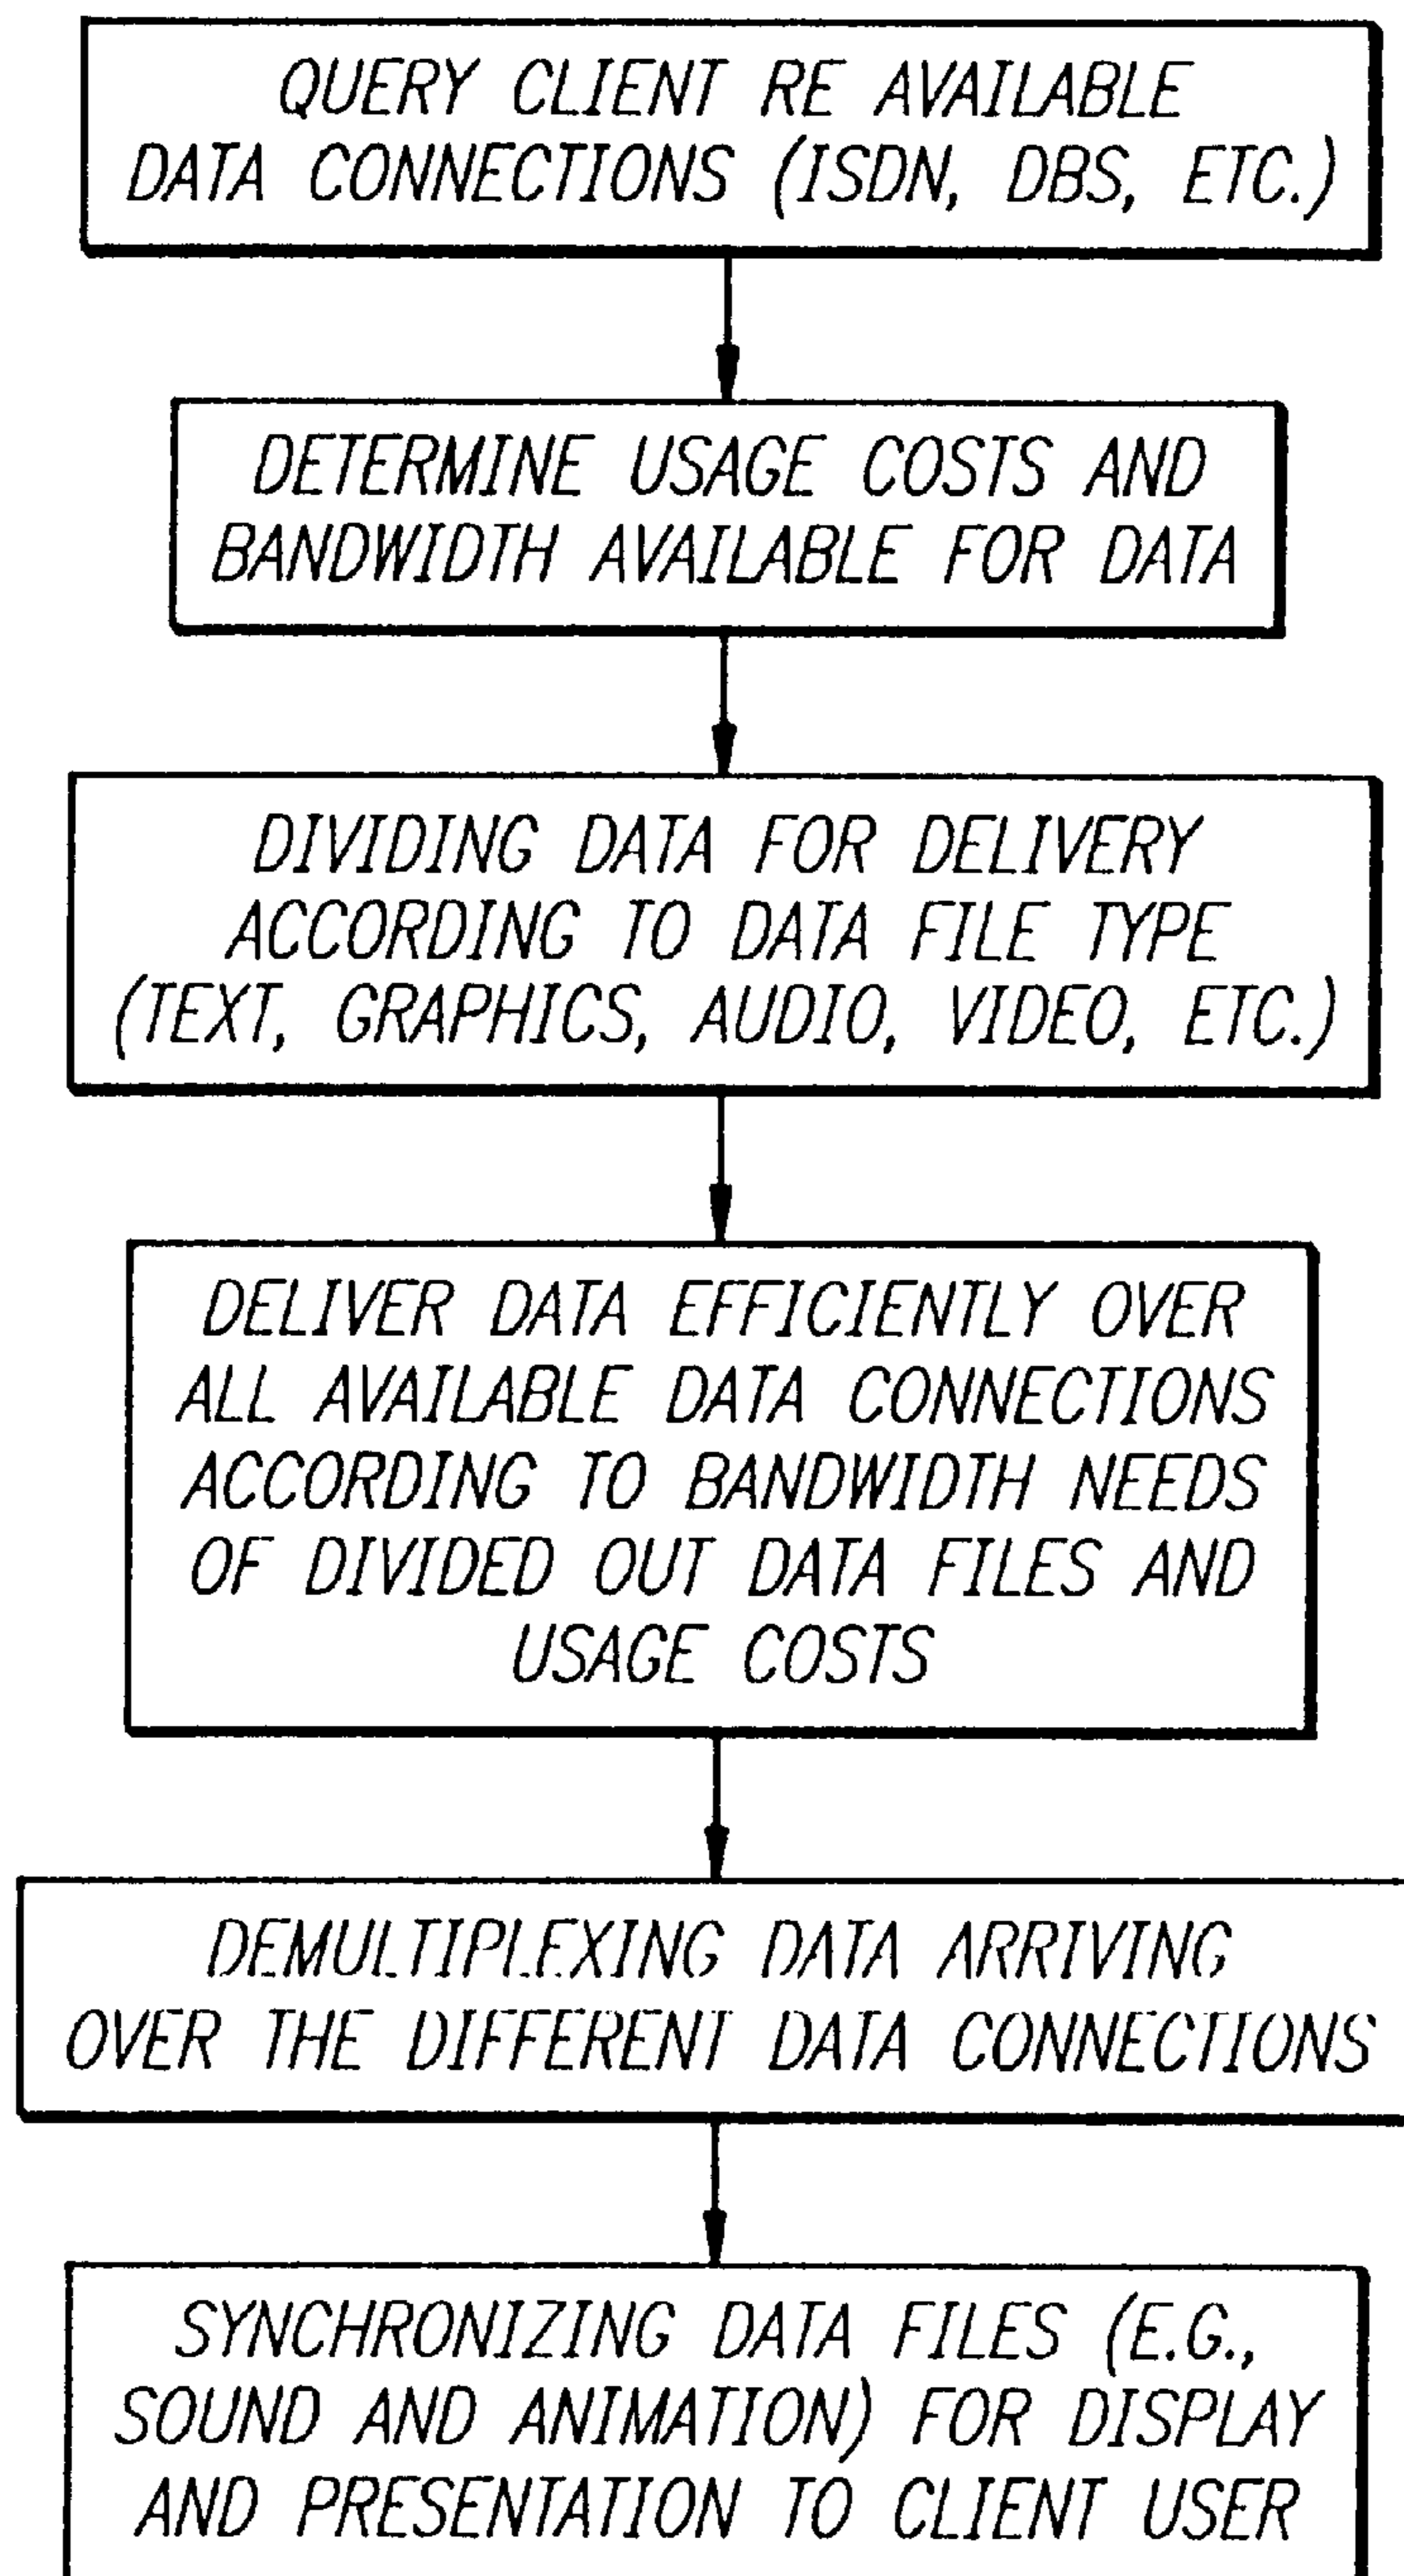 QUERY CLIENT RE AVAILABLE
DATA CONNECTIONS (ISDN, DBS, ETC.)
DETERMINE USAGE COSTS AND
BANDWIDTH AVAILABLE FOR DATA
DIVIDING DATA FOR DELIVERY
ACCORDING TO DATA FILE TYPE
(TEXT, GRAPHICS, AUDIO, VIDEO, ETC.)
DELIVER DATA EFFICIENTLY OVER
ALL AVAILABLE DATA CONNECTIONS
ACCORDING TO BANDWIDTH NEEDS
OF DIVIDED OUT DATA FILES AND
USAGE COSTS
DEMULTIPLEXING DATA ARRIVING
OVER THE DIFFERENT DATA CONNECTIONS
SYNCHRONIZING DATA FILES (E.G.,
SOUND AND ANIMATION) FOR DISPLAY
AND PRESENTATION TO CLIENT USER